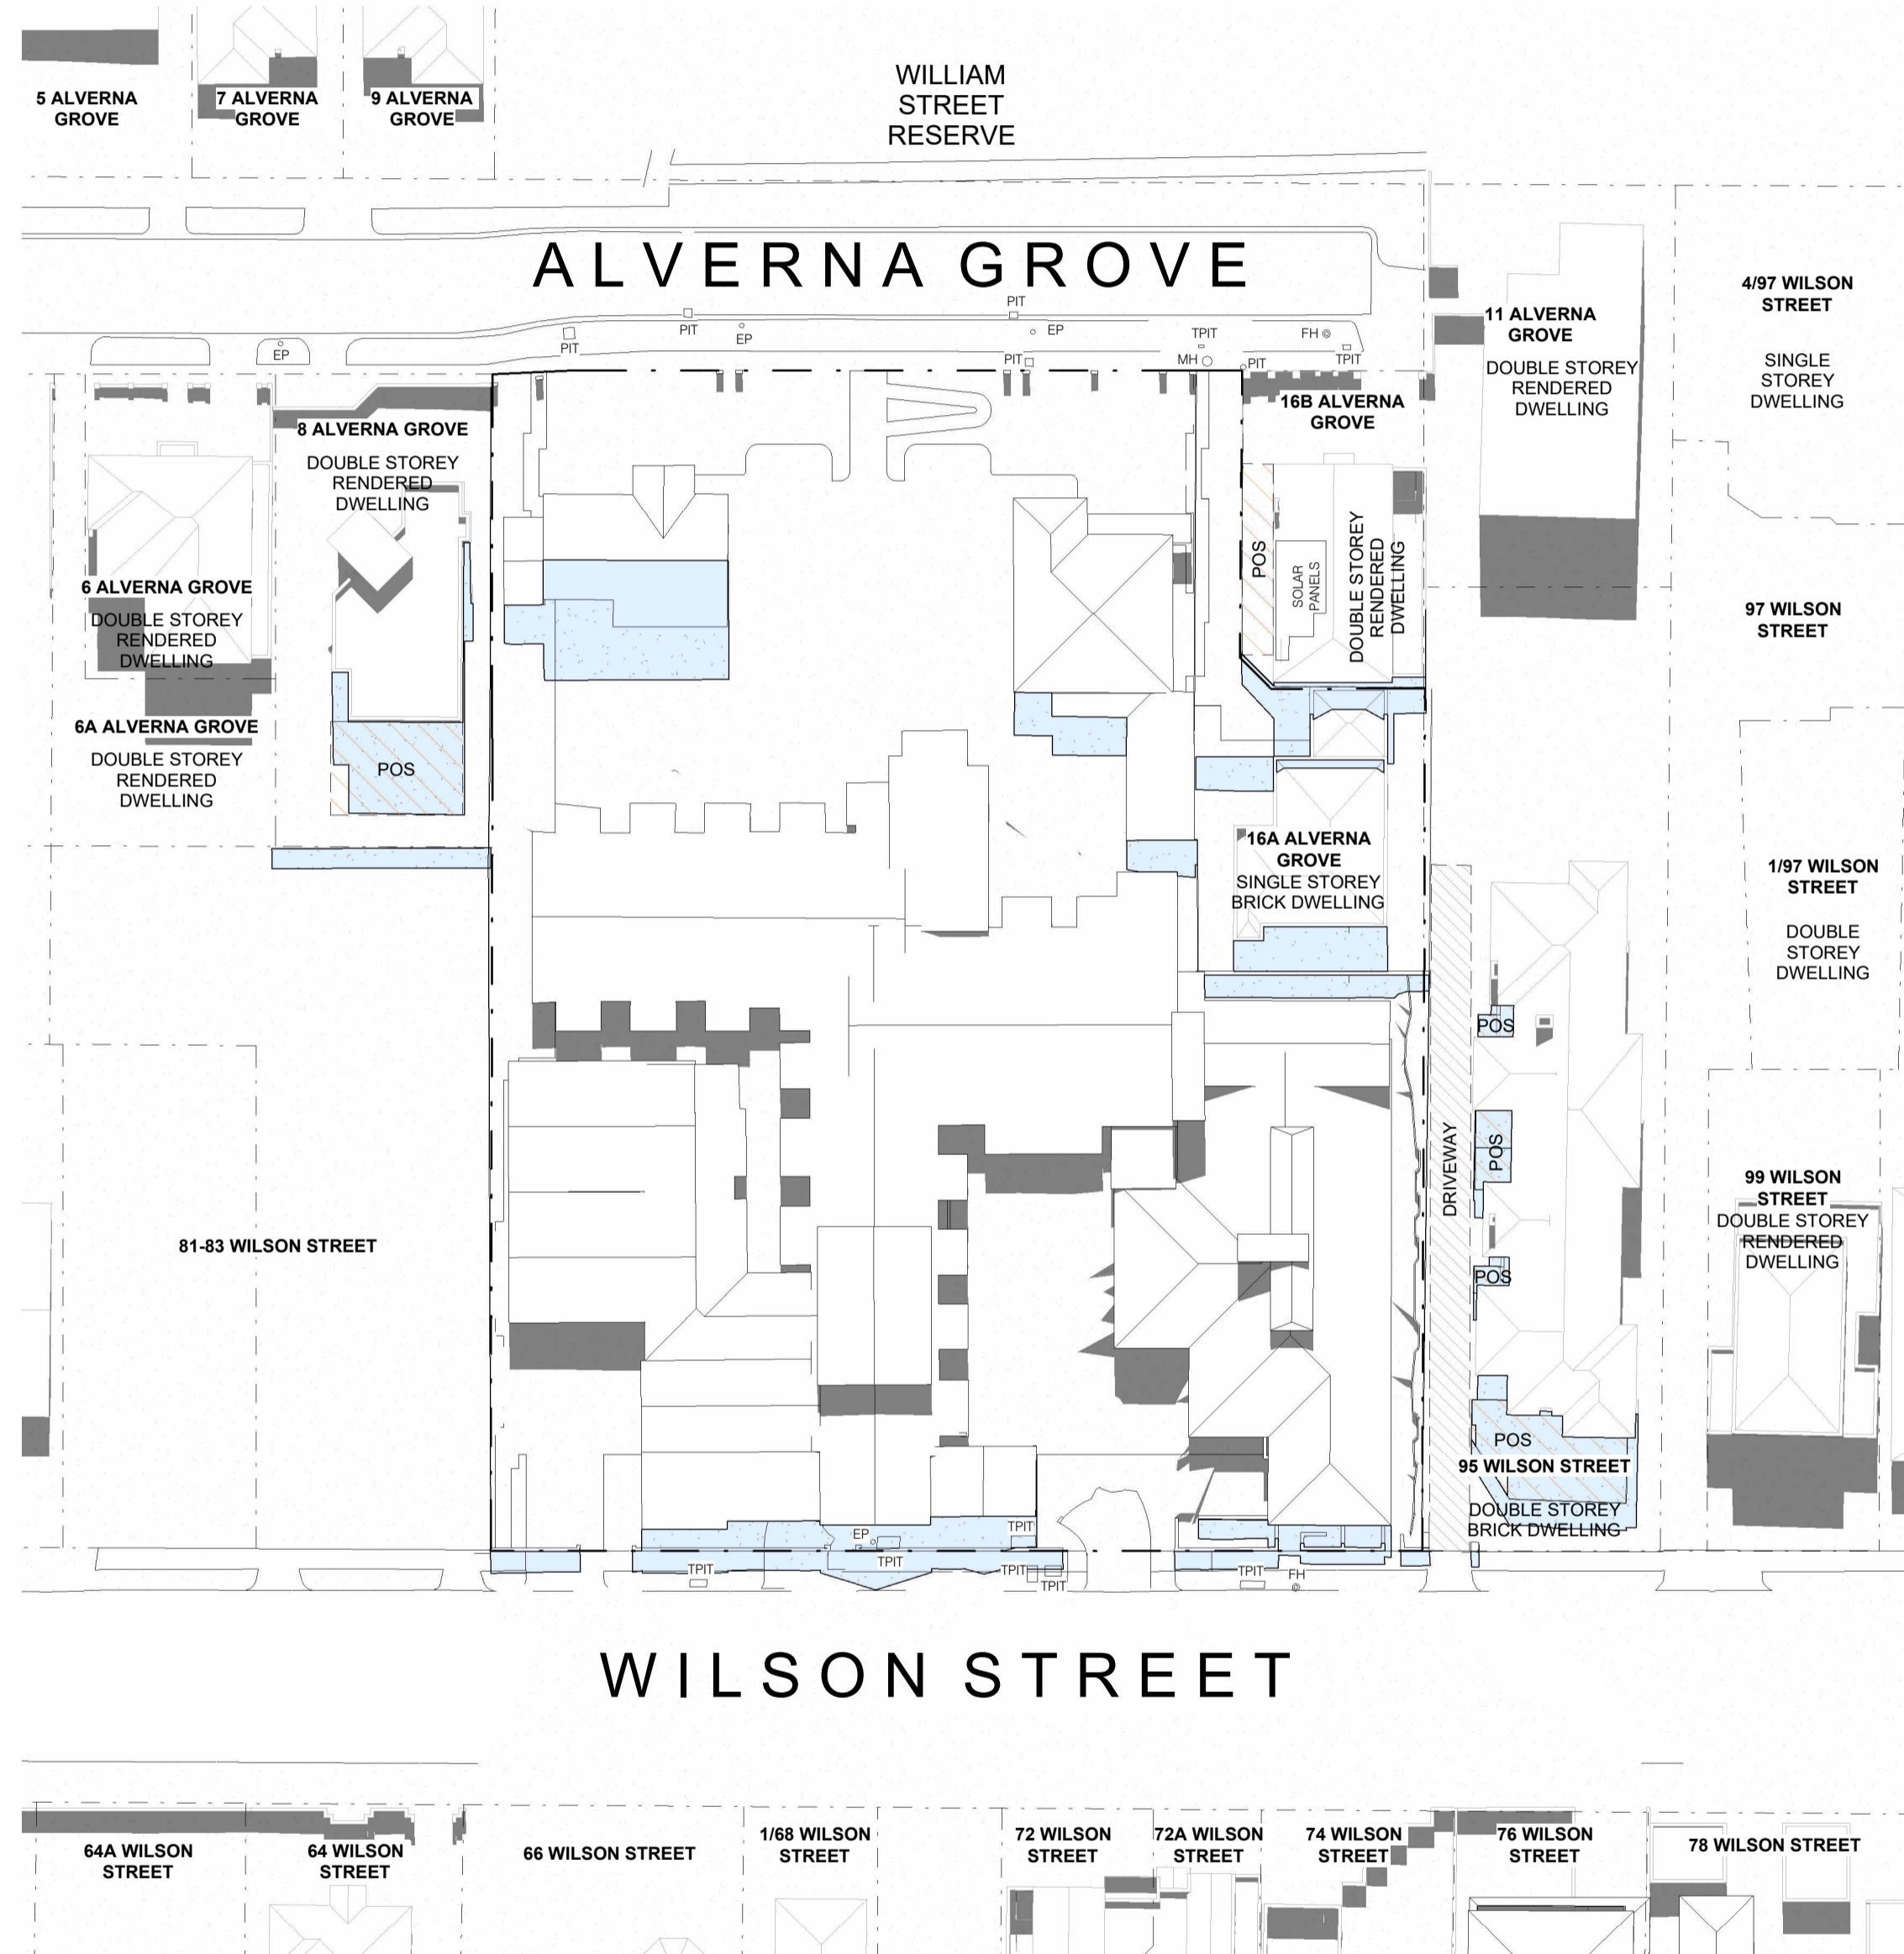 WILLIAM
STREET
RESERVE
5 ALVERNA
GROVE
7 ALVERNA
GROVE
9 ALVERNA
GROVE
ALVERNA GROVE
PIT
PIT
EP
EP
PIT
EP
PIT
TPIT
MH
FH
TPIT
PIT
11 ALVERNA
GROVE
DOUBLE STOREY
RENDERED
DWELLING
4/97 WILSON
STREET
SINGLE
STOREY
DWELLING
8 ALVERNA GROVE
DOUBLE STOREY
RENDERED
DWELLING
16B ALVERNA
GROVE
POS
SOLAR
PANELS
DOUBLE STOREY
RENDERED
DWELLING
6 ALVERNA GROVE
DOUBLE STOREY
RENDERED
DWELLING
97 WILSON
STREET
6A ALVERNA GROVE
DOUBLE STOREY
RENDERED
DWELLING
POS
16A ALVERNA
GROVE
SINGLE STOREY
BRICK DWELLING
1/97 WILSON
STREET
DOUBLE
STOREY
DWELLING
POS
DRIVEWAY
POS
POS
99 WILSON
STREET
DOUBLE STOREY
RENDERED
DWELLING
81-83 WILSON STREET
POS
95 WILSON STREET
DOUBLE STOREY
BRICK DWELLING
EP
TPIT
TPIT
TPIT
TPIT
TPIT
TPIT
FH
WILSON STREET
64A WILSON
STREET
64 WILSON
STREET
66 WILSON STREET
1/68 WILSON
STREET
72 WILSON
STREET
72A WILSON
STREET
74 WILSON
STREET
76 WILSON
STREET
78 WILSON STREET